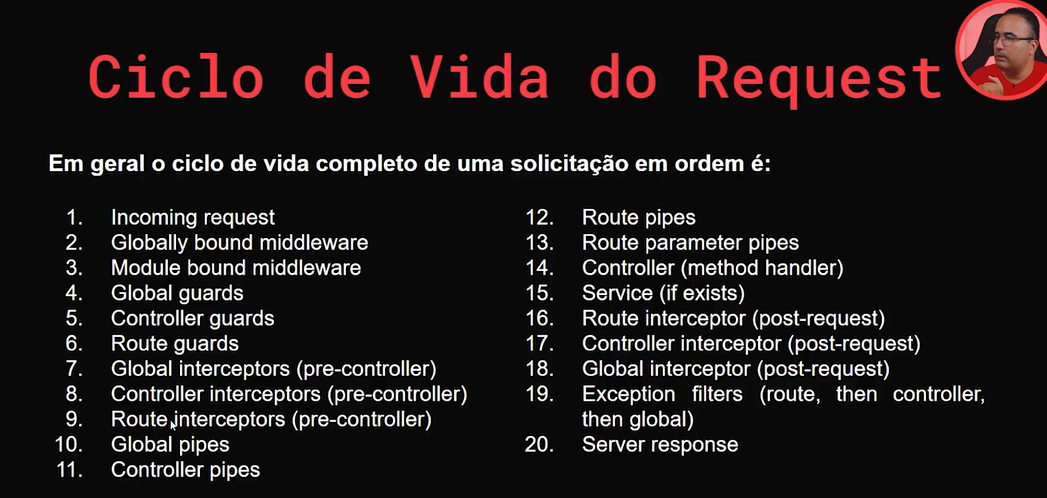 Ciclo de Vida do Request
Em geral o ciclo de vida completo de uma solicitação em ordem é:
1. Incoming request
2. Globally bound middleware
3. Module bound middleware
4. Global guards
5. Controller guards
6. Route guards
7. Global interceptors (pre-controller)
8. Controller interceptors (pre-controller)
9. Route interceptors (pre-controller)
10. Global pipes
11. Controller pipes
12. Route pipes
13. Route parameter pipes
14. Controller (method handler)
15. Service (if exists)
16. Route interceptor (post-request)
17. Controller interceptor (post-request)
18. Global interceptor (post-request)
19. Exception filters (route, then controller,
then global)
20. Server response